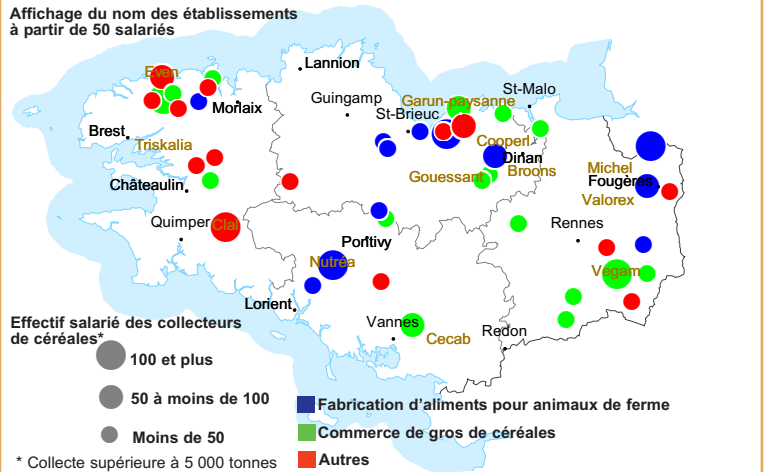 Affichage du nom des établissements
à partir de 50 salariés
Lannion
Even
Morlaix
Guingamp
St-Malo
Garun-paysanne
St-Brieuc
Brest
Triskalia
Cooperl
Dinan
Broons
Michel
Châteaulin
Gouessant
Fougères
Valorex
Quimper
Clal
Rennes
Pontivy
Nutréa
Vegam
Lorient
Vannes
Cecab
Redon
Effectif salarié des collecteurs
de céréales*
100 et plus
50 à moins de 100
Moins de 50
* Collecte supérieure à 5 000 tonnes
Fabrication d'aliments pour animaux de ferme
Commerce de gros de céréales
Autres